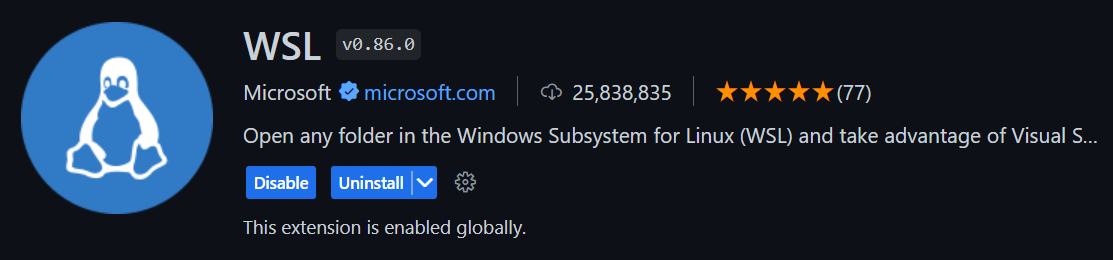 WSL v0.86.0
Microsoft microsoft.com 25,838,835 (77)
Open any folder in the Windows Subsystem for Linux (WSL) and take advantage of Visual S...
Disable Uninstall
This extension is enabled globally.